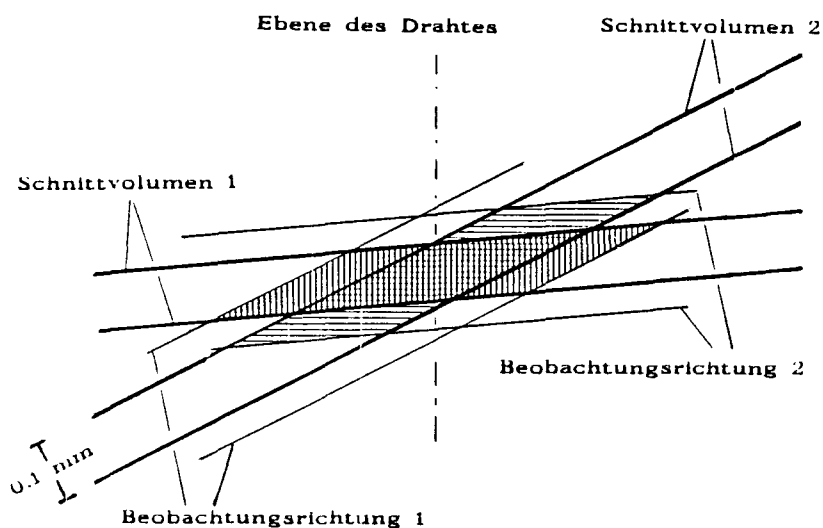 Ebene des Drahtes
Schnittvolumen 2
Schnittvolumen 1
Beobachtungsrichtung 2
0.1 mm
Beobachtungsrichtung 1